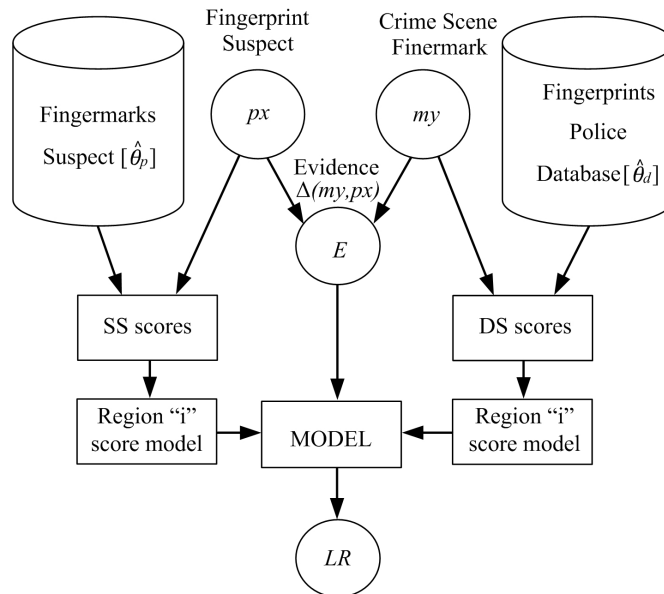 Fingerprint
Suspect
Crime Scene
Finermark
Fingermarks
Suspect [θ̂p]
px
my
Fingerprints
Police
Database[θ̂d]
Evidence
Δ(my,px)
E
SS scores
DS scores
Region “i”
score model
MODEL
Region “i”
score model
LR